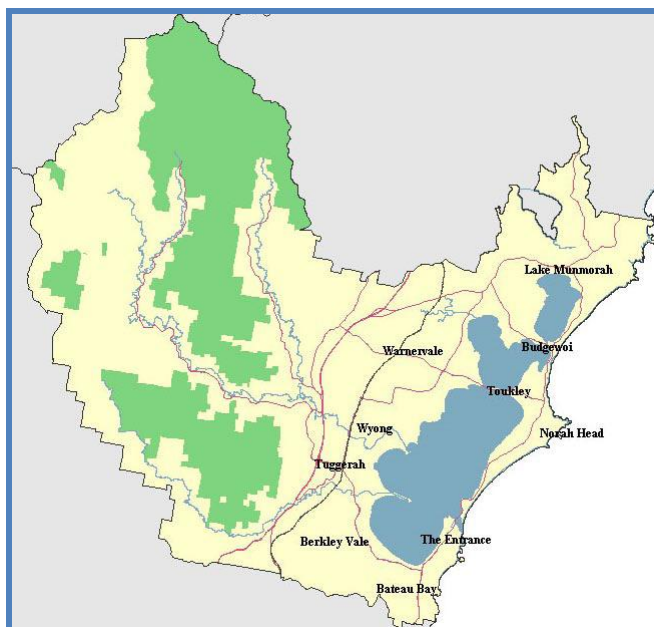 Lake Munmorah
Budgewoi
Warnervale
Toukley
Wyong
Norah Head
Tuggerah
The Entrance
Berkley Vale
Bateau Bay